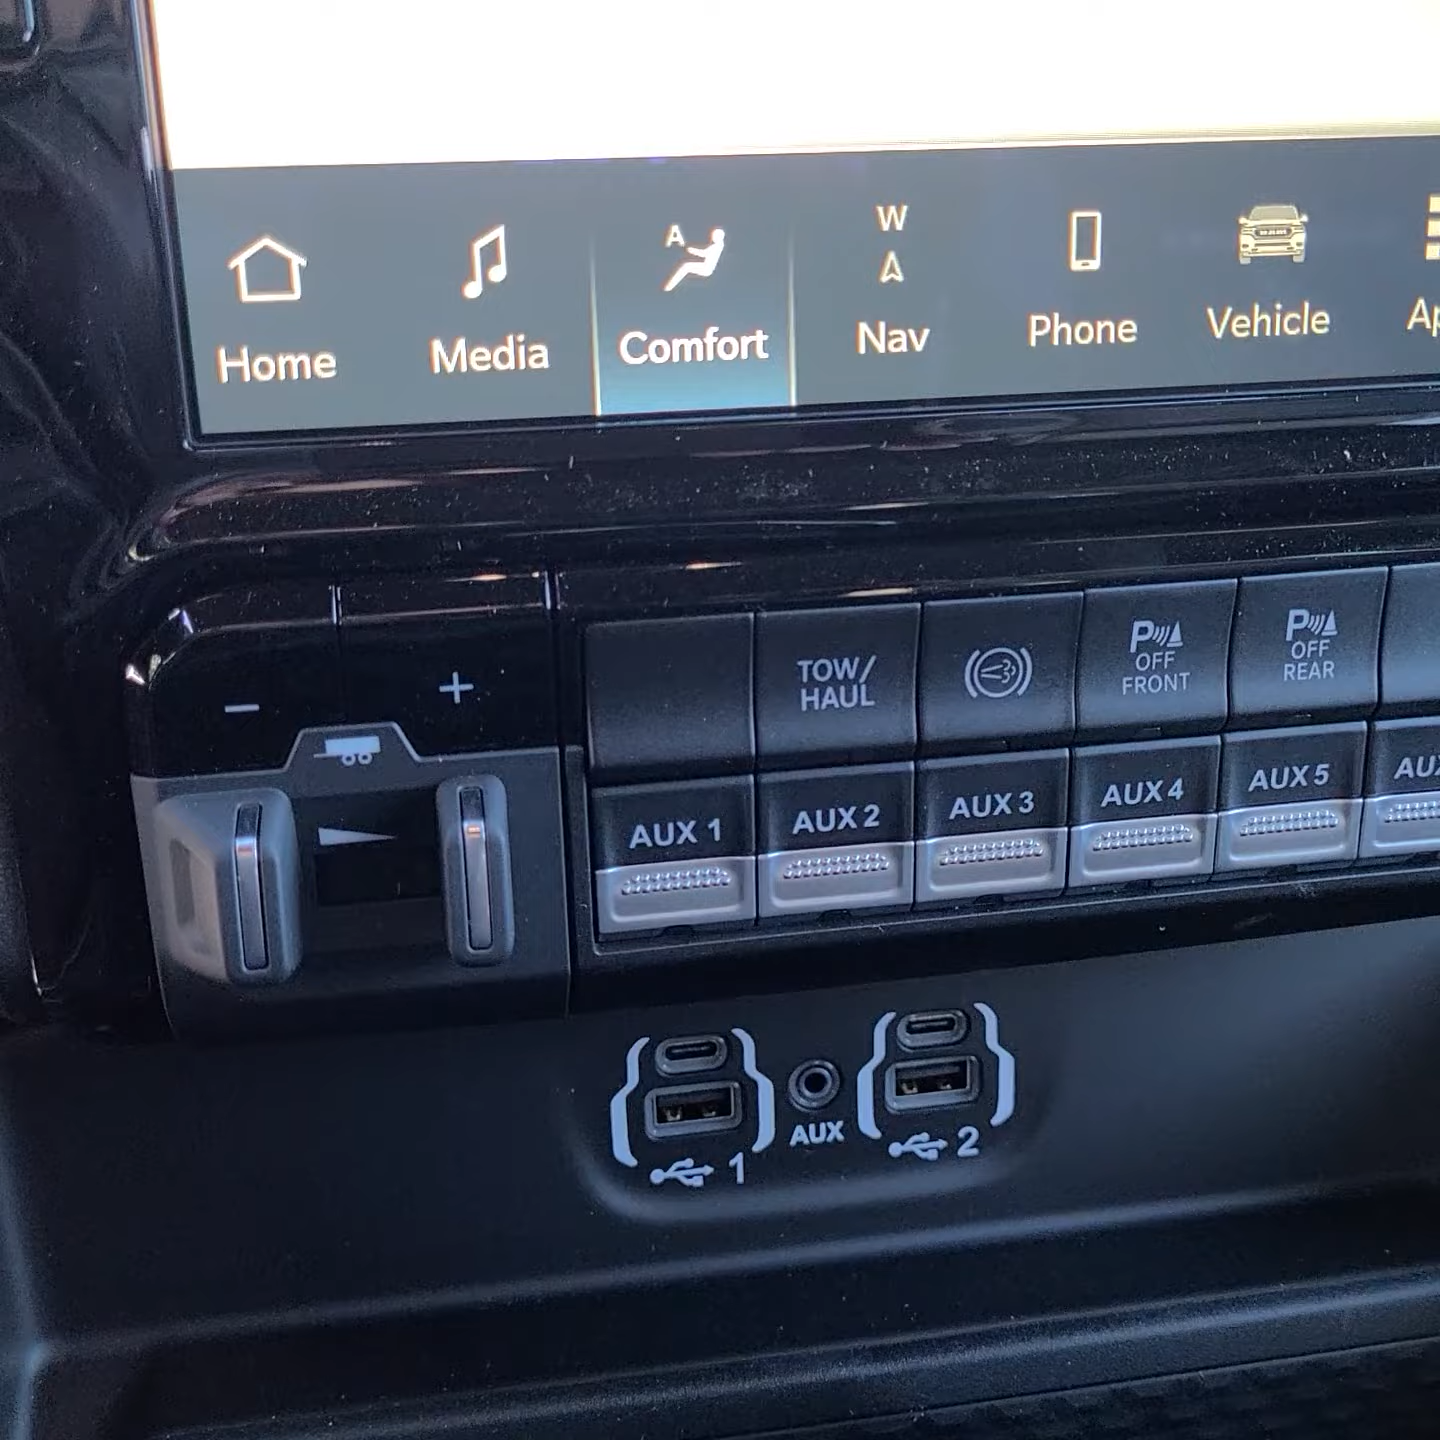 A
W
Home
Media
Comfort
Nav
Phone
Vehicle
Ap
- +
TOW/
HAUL
P
OFF
FRONT
P
OFF
REAR
AUX 1
AUX 2
AUX 3
AUX 4
AUX 5
AUX
AUX
1
2